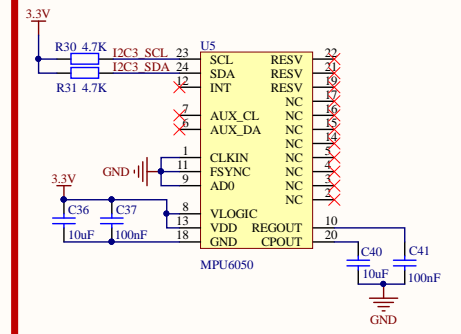 3.3V
U5
R30 4.7K I2C3_SCL 23 SCL RESV 22
I2C3_SDA 24 SDA RESV 21
R31 4.7K 12 INT RESV 19
NC 17
7 AUX_CL NC 16
6 AUX_DA NC 15
NC 14
1 CLKIN NC 5
GND 11 FSYNC NC 4
9 AD0 NC 3
3.3V NC 2
C36 C37 8 VLOGIC
13 VDD REGOUT 10
10uF 100nF 18 GND CPOUT 20
MPU6050
C40 C41
10uF 100nF
GND